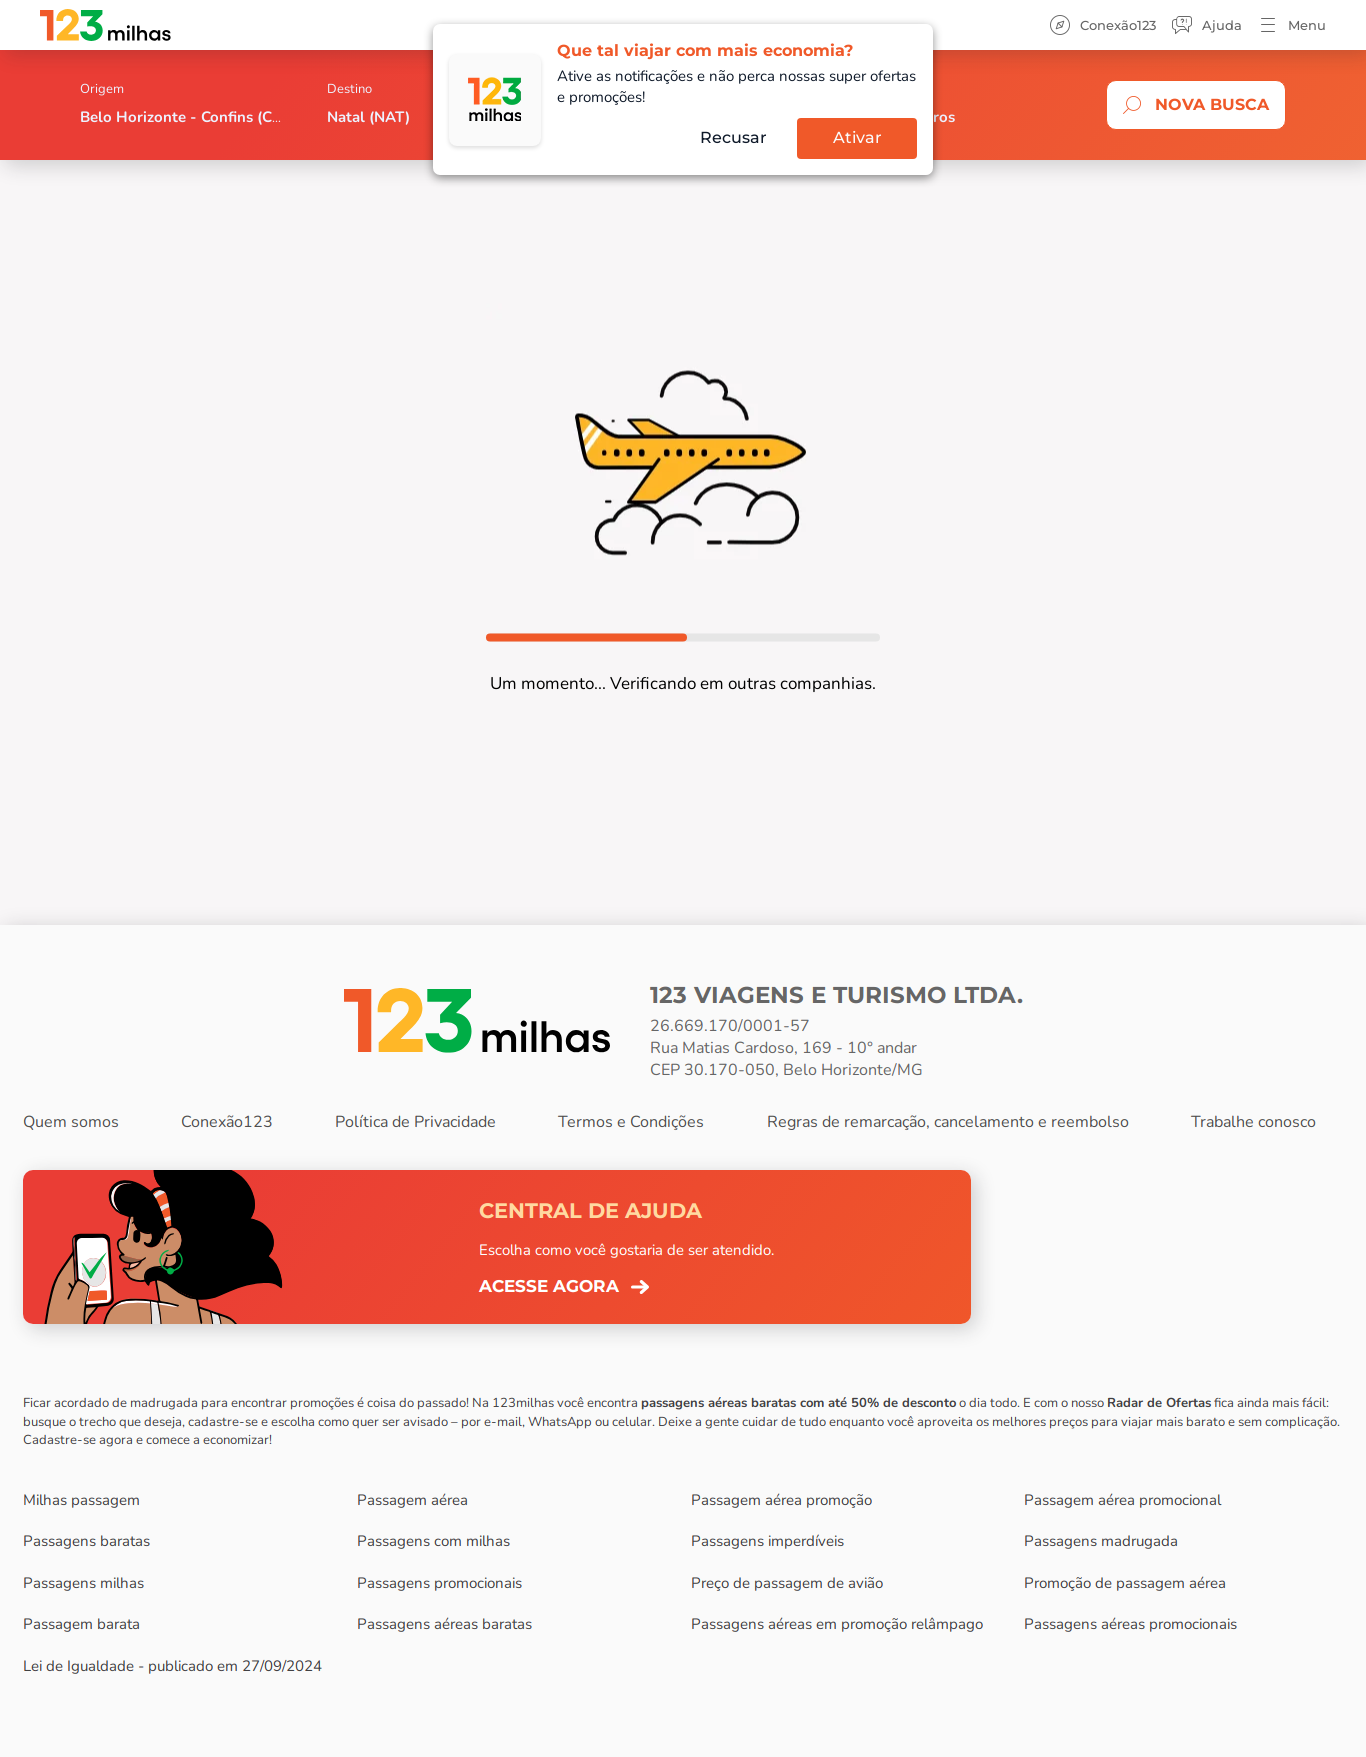 123 milhas
Conexão123
Ajuda
Menu
Que tal viajar com mais economia?
Ative as notificações e não perca nossas super ofertas
e promoções!
123
milhas
Recusar
Ativar
Origem
Belo Horizonte - Confins (C...
Destino
Natal (NAT)
NOVA BUSCA
Um momento... Verificando em outras companhias.
123 milhas
123 VIAGENS E TURISMO LTDA.
26.669.170/0001-57
Rua Matias Cardoso, 169 - 10° andar
CEP 30.170-050, Belo Horizonte/MG
Quem somos
Conexão123
Política de Privacidade
Termos e Condições
Regras de remarcação, cancelamento e reembolso
Trabalhe conosco
CENTRAL DE AJUDA
Escolha como você gostaria de ser atendido.
ACESSE AGORA
Ficar acordado de madrugada para encontrar promoções é coisa do passado! Na 123milhas você encontra passagens aéreas baratas com até 50% de desconto o dia todo. E com o nosso Radar de Ofertas fica ainda mais fácil:
busque o trecho que deseja, cadastre-se e escolha como quer ser avisado – por e-mail, WhatsApp ou celular. Deixe a gente cuidar de tudo enquanto você aproveita os melhores preços para viajar mais barato e sem complicação.
Cadastre-se agora e comece a economizar!
Milhas passagem
Passagem aérea
Passagem aérea promoção
Passagem aérea promocional
Passagens baratas
Passagens com milhas
Passagens imperdíveis
Passagens madrugada
Passagens milhas
Passagens promocionais
Preço de passagem de avião
Promoção de passagem aérea
Passagem barata
Passagens aéreas baratas
Passagens aéreas em promoção relâmpago
Passagens aéreas promocionais
Lei de Igualdade - publicado em 27/09/2024